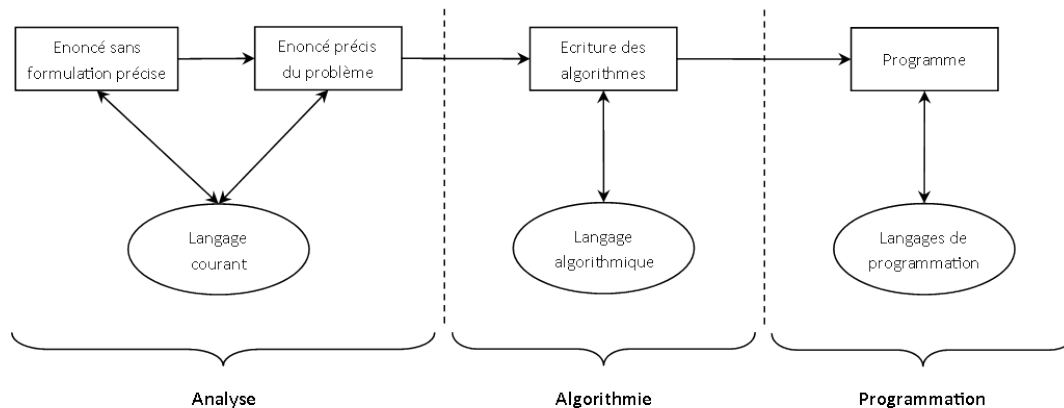 Enoncé sans
formulation précise
Enoncé précis
du problème
Ecriture des
algorithmes
Programme
Langage
courant
Langage
algorithmique
Langages de
programmation
Analyse
Algorithmie
Programmation